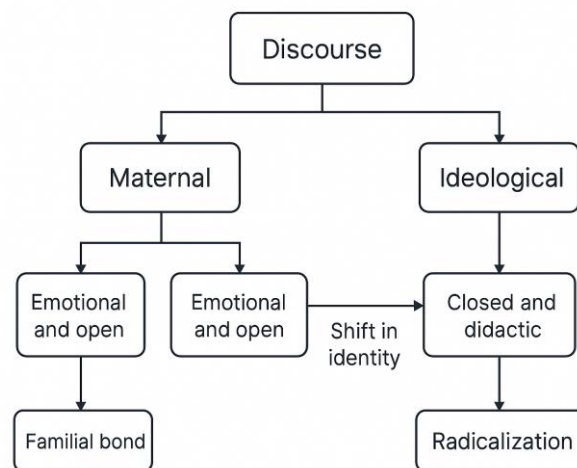 Discourse
Maternal
Ideological
Emotional
and open
Emotional
and open
Shift in
identity
Closed and
didactic
Familial bond
Radicalization